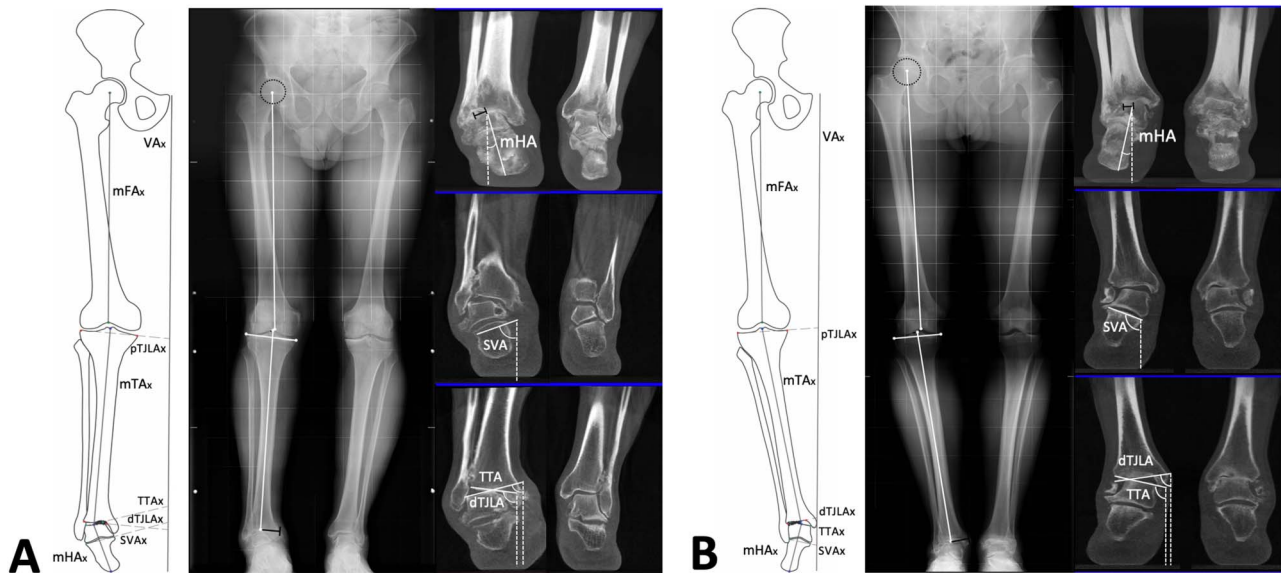 VAx
mFAx
pTJLAx
mTAx
TTAx
dTJLAx
SVAx
mHAx
A
mHA
SVA
TTA
dTJLA
VAx
mFAx
pTJLAx
mTAx
dTJLAx
TTAx
SVAx
mHAx
B
mHA
SVA
dTJLA
TTA